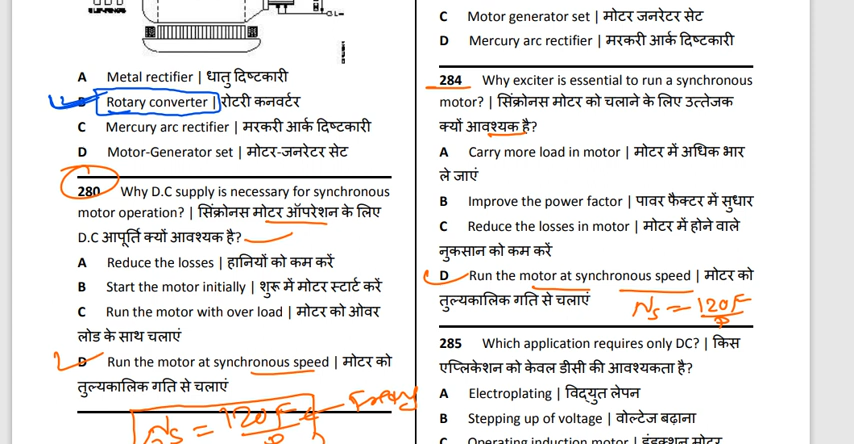 A Metal rectifier | धातु दिष्टकारी
B Rotary converter | रोटरी कनवर्टर
C Mercury arc rectifier | मरकरी आर्क दिष्टकारी
D Motor-Generator set | मोटर-जनरेटर सेट
280 Why D.C supply is necessary for synchronous
motor operation? | सिंक्रोनस मोटर ऑपरेशन के लिए
D.C आपूर्ति क्यों आवश्यक है?
A Reduce the losses | हानियों को कम करें
B Start the motor initially | शुरू में मोटर स्टार्ट करें
C Run the motor with over load | मोटर को ओवर
लोड के साथ चलाएं
D Run the motor at synchronous speed | मोटर को
तुल्यकालिक गति से चलाएं
Ns = 120F
C Motor generator set | मोटर जनरेटर सेट
D Mercury arc rectifier | मरकरी आर्क दिष्टकारी
284 Why exciter is essential to run a synchronous
motor? | सिंक्रोनस मोटर को चलाने के लिए उत्तेजक
क्यों आवश्यक है?
A Carry more load in motor | मोटर में अधिक भार
ले जाएं
B Improve the power factor | पावर फैक्टर में सुधार
C Reduce the losses in motor | मोटर में होने वाले
नुकसान को कम करें
D Run the motor at synchronous speed | मोटर को
तुल्यकालिक गति से चलाएं
Ns = 120F
P
285 Which application requires only DC? | किस
एप्लिकेशन को केवल डीसी की आवश्यकता है?
A Electroplating | विद्युत लेपन
B Stepping up of voltage | वोल्टेज बढ़ाना
C Operating induction motor | इंडक्शन मोटर